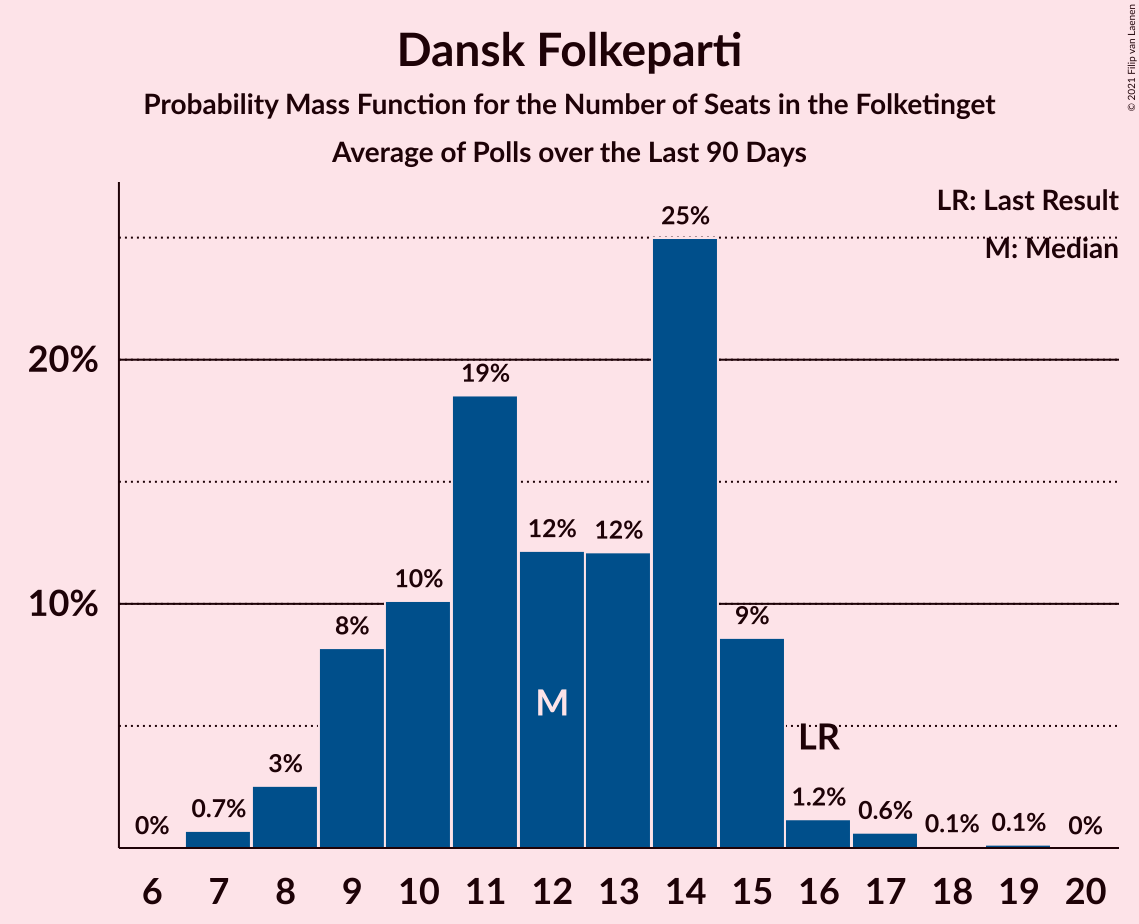 Dansk Folkeparti
Probability Mass Function for the Number of Seats in the Folketinget
Average of Polls over the Last 90 Days
© 2021 Filip van Laenen
LR: Last Result
M: Median
20%
10%
0%
0.7%
3%
8%
10%
19%
12%
12%
25%
9%
1.2%
0.6%
0.1%
0.1%
0%
M
LR
6 7 8 9 10 11 12 13 14 15 16 17 18 19 20